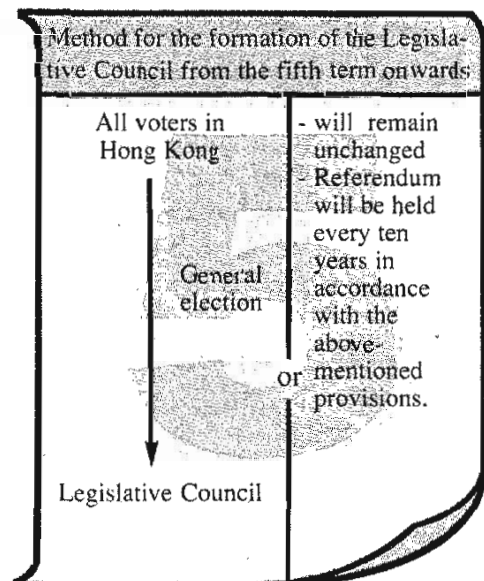 Method for the formation of the Legisla-
tive Council from the fifth term onwards
All voters in
Hong Kong
General
election
Legislative Council
or
- will remain
unchanged
- Referendum
will be held
every ten
years in
accordance
with the
above-
mentioned
provisions.